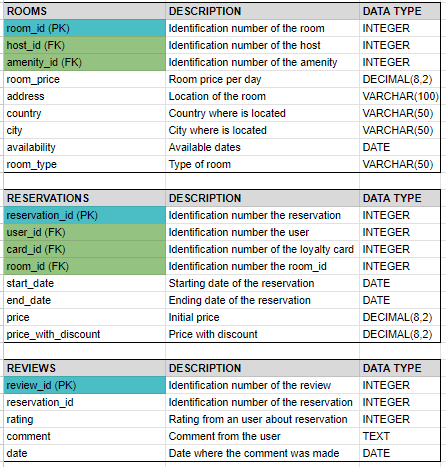 ROOMS DESCRIPTION DATA TYPE
room_id (PK) Identification number of the room INTEGER
host_id (FK) Identification number of the host INTEGER
amenity_id (FK) Identification number of the amenity INTEGER
room_price Room price per day DECIMAL(8,2)
address Location of the room VARCHAR(100)
country Country where is located VARCHAR(50)
city City where is located VARCHAR(50)
availability Available dates DATE
room_type Type of room VARCHAR(50)
RESERVATIONS DESCRIPTION DATA TYPE
reservation_id (PK) Identification number the reservation INTEGER
user_id (FK) Identification number the user INTEGER
card_id (FK) Identification number of the loyalty card INTEGER
room_id (FK) Identification number the room_id INTEGER
start_date Starting date of the reservation DATE
end_date Ending date of the reservation DATE
price Initial price DECIMAL(8,2)
price_with_discount Price with discount DECIMAL(8,2)
REVIEWS DESCRIPTION DATA TYPE
review_id (PK) Identification number of the review INTEGER
reservation_id Identification number of the reservation INTEGER
rating Rating from an user about reservation INTEGER
comment Comment from the user TEXT
date Date where the comment was made DATE